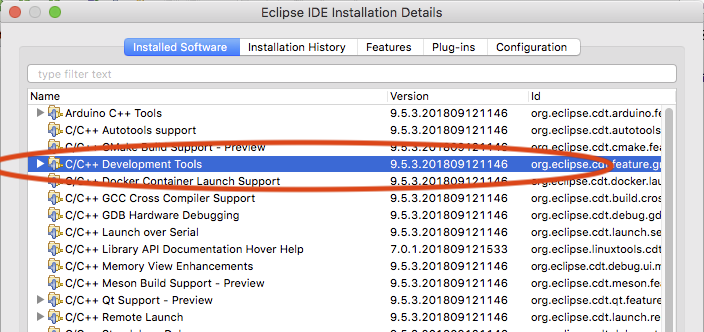 Eclipse IDE Installation Details
Installed Software Installation History Features Plug-ins Configuration
type filter text
Name Version Id
Arduino C++ Tools 9.5.3.201809121146 org.eclipse.cdt.arduino.fe
C/C++ Autotools support 9.5.3.201809121146 org.eclipse.cdt.autotools
C/C++ CMake Build Support - Preview 9.5.3.201809121146 org.eclipse.cdt.cmake.fea
C/C++ Development Tools 9.5.3.201809121146 org.eclipse.cdt.feature.gr
C/C++ Docker Container Launch Support 9.5.3.201809121146 org.eclipse.cdt.docker.lau
C/C++ GCC Cross Compiler Support 9.5.3.201809121146 org.eclipse.cdt.build.cros
C/C++ GDB Hardware Debugging 9.5.3.201809121146 org.eclipse.cdt.debug.gd
C/C++ Launch over Serial 9.5.3.201809121146 org.eclipse.cdt.launch.se
C/C++ Library API Documentation Hover Help 7.0.1.201809121533 org.eclipse.linuxtools.cdt
C/C++ Memory View Enhancements 9.5.3.201809121146 org.eclipse.cdt.debug.ui.m
C/C++ Meson Build Support - Preview 9.5.3.201809121146 org.eclipse.cdt.meson.fe
C/C++ Qt Support - Preview 9.5.3.201809121146 org.eclipse.cdt.qt.feature
C/C++ Remote Launch 9.5.3.201809121146 org.eclipse.cdt.launch.re